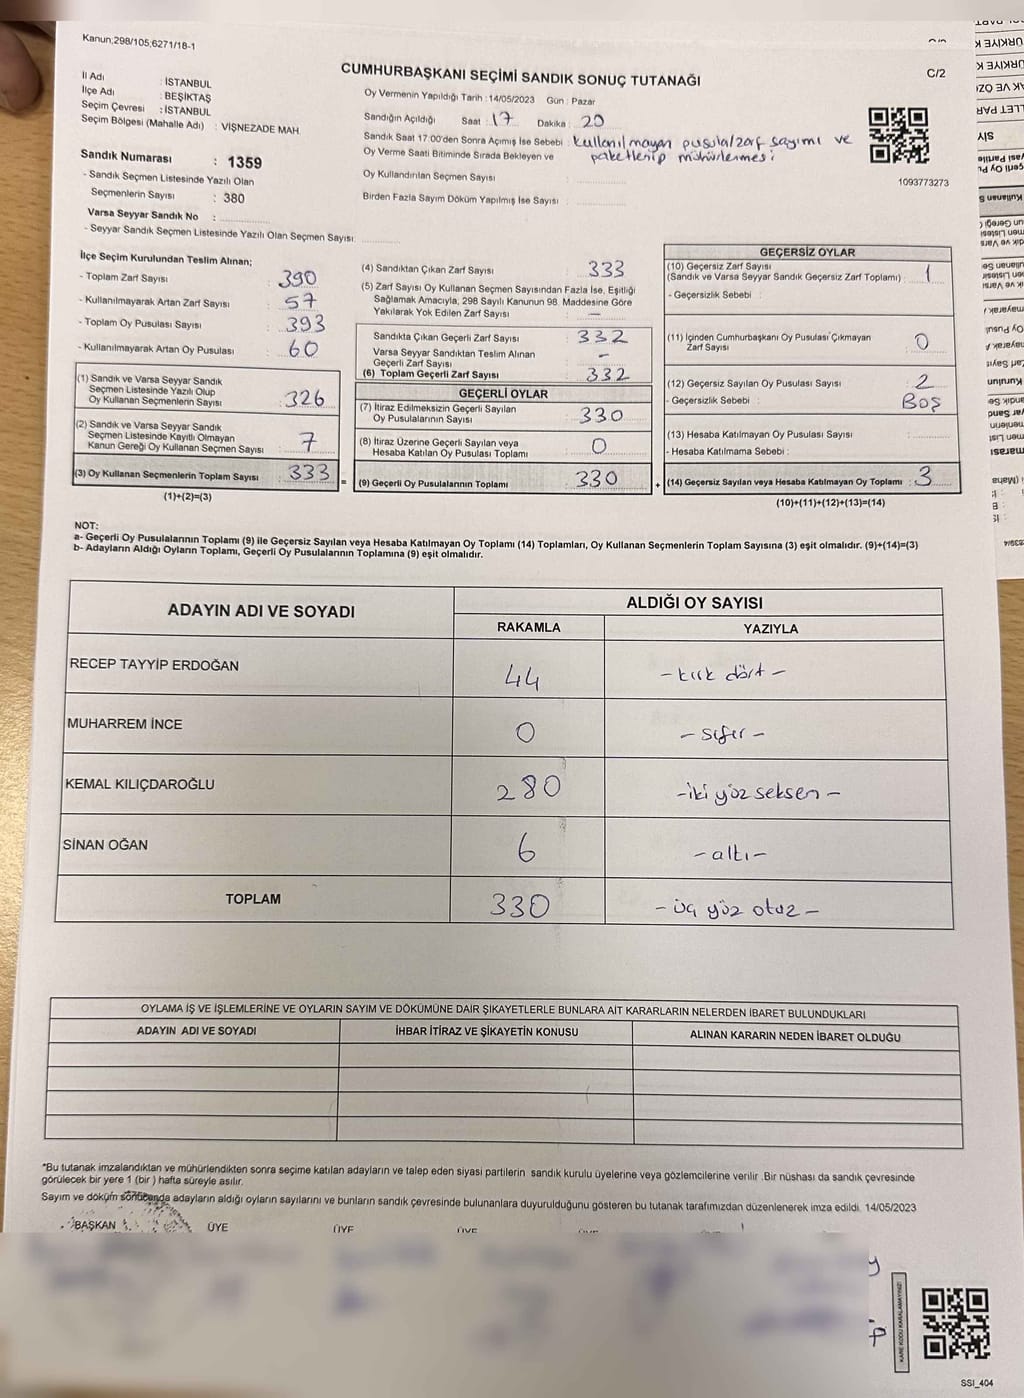 Kanun;298/105;6271/18-1
C/2
CUMHURBAŞKANI SEÇİMİ SANDIK SONUÇ TUTANAĞI
İl Adı : İSTANBUL
İlçe Adı : BEŞİKTAŞ
Seçim Çevresi : İSTANBUL
Seçim Bölgesi (Mahalle Adı) : VİŞNEZADE MAH.
Oy Vermenin Yapıldığı Tarih : 14/05/2023 Gün : Pazar
Sandığın Açıldığı Saat : 17 Dakika : 20
Sandık Saat 17:00'den Sonra Açımış İse Sebebi : kullanılmayan pusula/zarf sayımı ve
paketlenip mühürlenmesi
Oy Verme Saati Bitiminde Sırada Bekleyen ve
Oy Kullandırılan Seçmen Sayısı :
Birden Fazla Sayım Döküm Yapılmış İse Sayısı :
1093773273
Sandık Numarası : 1359
- Sandık Seçmen Listesinde Yazılı Olan
Seçmenlerin Sayısı : 380
Varsa Seyyar Sandık No :
- Seyyar Sandık Seçmen Listesinde Yazılı Olan Seçmen Sayısı:
İlçe Seçim Kurulundan Teslim Alınan;
- Toplam Zarf Sayısı : 390
- Kullanılmayarak Artan Zarf Sayısı : 57
- Toplam Oy Pusulası Sayısı : 393
- Kullanılmayarak Artan Oy Pusulası : 60
(1) Sandık ve Varsa Seyyar Sandık
Seçmen Listesinde Yazılı Olup
Oy Kullanan Seçmenlerin Sayısı : 326
(2) Sandık ve Varsa Seyyar Sandık
Seçmen Listesinde Kayıtlı Olmayan
Kanun Gereği Oy Kullanan Seçmen Sayısı : 7
(3) Oy Kullanan Seçmenlerin Toplam Sayısı : 333
(1)+(2)=(3)
(4) Sandıktan Çıkan Zarf Sayısı : 333
(5) Zarf Sayısı Oy Kullanan Seçmen Sayısından Fazla İse, Eşitliği
Sağlamak Amacıyla, 298 Sayılı Kanunun 98. Maddesine Göre
Yakılarak Yok Edilen Zarf Sayısı : —
Sandıkta Çıkan Geçerli Zarf Sayısı : 332
Varsa Seyyar Sandıktan Teslim Alınan
Geçerli Zarf Sayısı : -
(6) Toplam Geçerli Zarf Sayısı : 332
GEÇERLİ OYLAR
(7) İtiraz Edilmeksizin Geçerli Sayılan
Oy Pusulalarının Sayısı : 330
(8) İtiraz Üzerine Geçerli Sayılan veya
Hesaba Katılan Oy Pusulası Toplamı : 0
= (9) Geçerli Oy Pusulalarının Toplamı : 330
GEÇERSİZ OYLAR
(10) Geçersiz Zarf Sayısı
(Sandık ve Varsa Seyyar Sandık Geçersiz Zarf Toplamı) : 1
- Geçersizlik Sebebi :
(11) İçinden Cumhurbaşkanı Oy Pusulası Çıkmayan
Zarf Sayısı : 0
(12) Geçersiz Sayılan Oy Pusulası Sayısı : 2
- Geçersizlik Sebebi : Boş
(13) Hesaba Katılmayan Oy Pusulası Sayısı :
- Hesaba Katılmama Sebebi :
+ (14) Geçersiz Sayılan veya Hesaba Katılmayan Oy Toplamı : 3
(10)+(11)+(12)+(13)=(14)
NOT:
a- Geçerli Oy Pusulalarının Toplamı (9) ile Geçersiz Sayılan veya Hesaba Katılmayan Oy Toplamı (14) Toplamları, Oy Kullanan Seçmenlerin Toplam Sayısına (3) eşit olmalıdır. (9)+(14)=(3)
b- Adayların Aldığı Oyların Toplamı, Geçerli Oy Pusulalarının Toplamına (9) eşit olmalıdır.
ADAYIN ADI VE SOYADI
ALDIĞI OY SAYISI
RAKAMLA YAZIYLA
RECEP TAYYİP ERDOĞAN 44 - kırk dört -
MUHARREM İNCE 0 - sıfır -
KEMAL KILIÇDAROĞLU 280 - iki yüz seksen -
SİNAN OĞAN 6 - altı -
TOPLAM 330 - üç yüz otuz -
OYLAMA İŞ VE İŞLEMLERİNE VE OYLARIN SAYIM VE DÖKÜMÜNE DAİR ŞİKAYETLERLE BUNLARA AİT KARARLARIN NELERDEN İBARET BULUNDUKLARI
ADAYIN ADI VE SOYADI İHBAR İTİRAZ VE ŞİKAYETİN KONUSU ALINAN KARARIN NEDEN İBARET OLDUĞU
*Bu tutanak imzalandıktan ve mühürlendikten sonra seçime katılan adayların ve talep eden siyasi partilerin sandık kurulu üyelerine veya gözlemcilerine verilir .Bir nüshası da sandık çevresinde
görülecek bir yere 1 (bir ) hafta süreyle asılır.
Sayım ve döküm sonucunda adayların aldığı oyların sayılarını ve bunların sandık çevresinde bulunanlara duyurulduğunu gösteren bu tutanak tarafımızdan düzenlenerek imza edildi. 14/05/2023
BAŞKAN ÜYE ÜYE ÜYE
KARE KODU KARALAMAYINIZ!
SSI_404